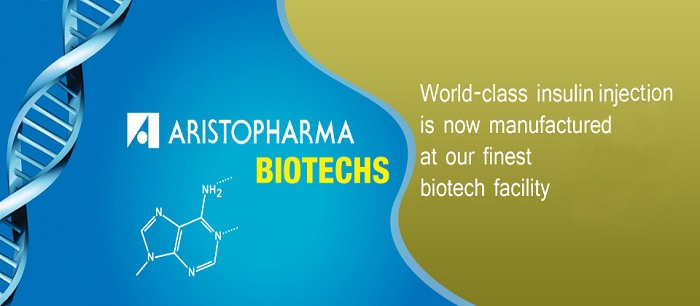 ARISTOPHARMA
BIOTECHS
NH2
N
N
N
N
World-class insulin injection
is now manufactured
at our finest
biotech facility